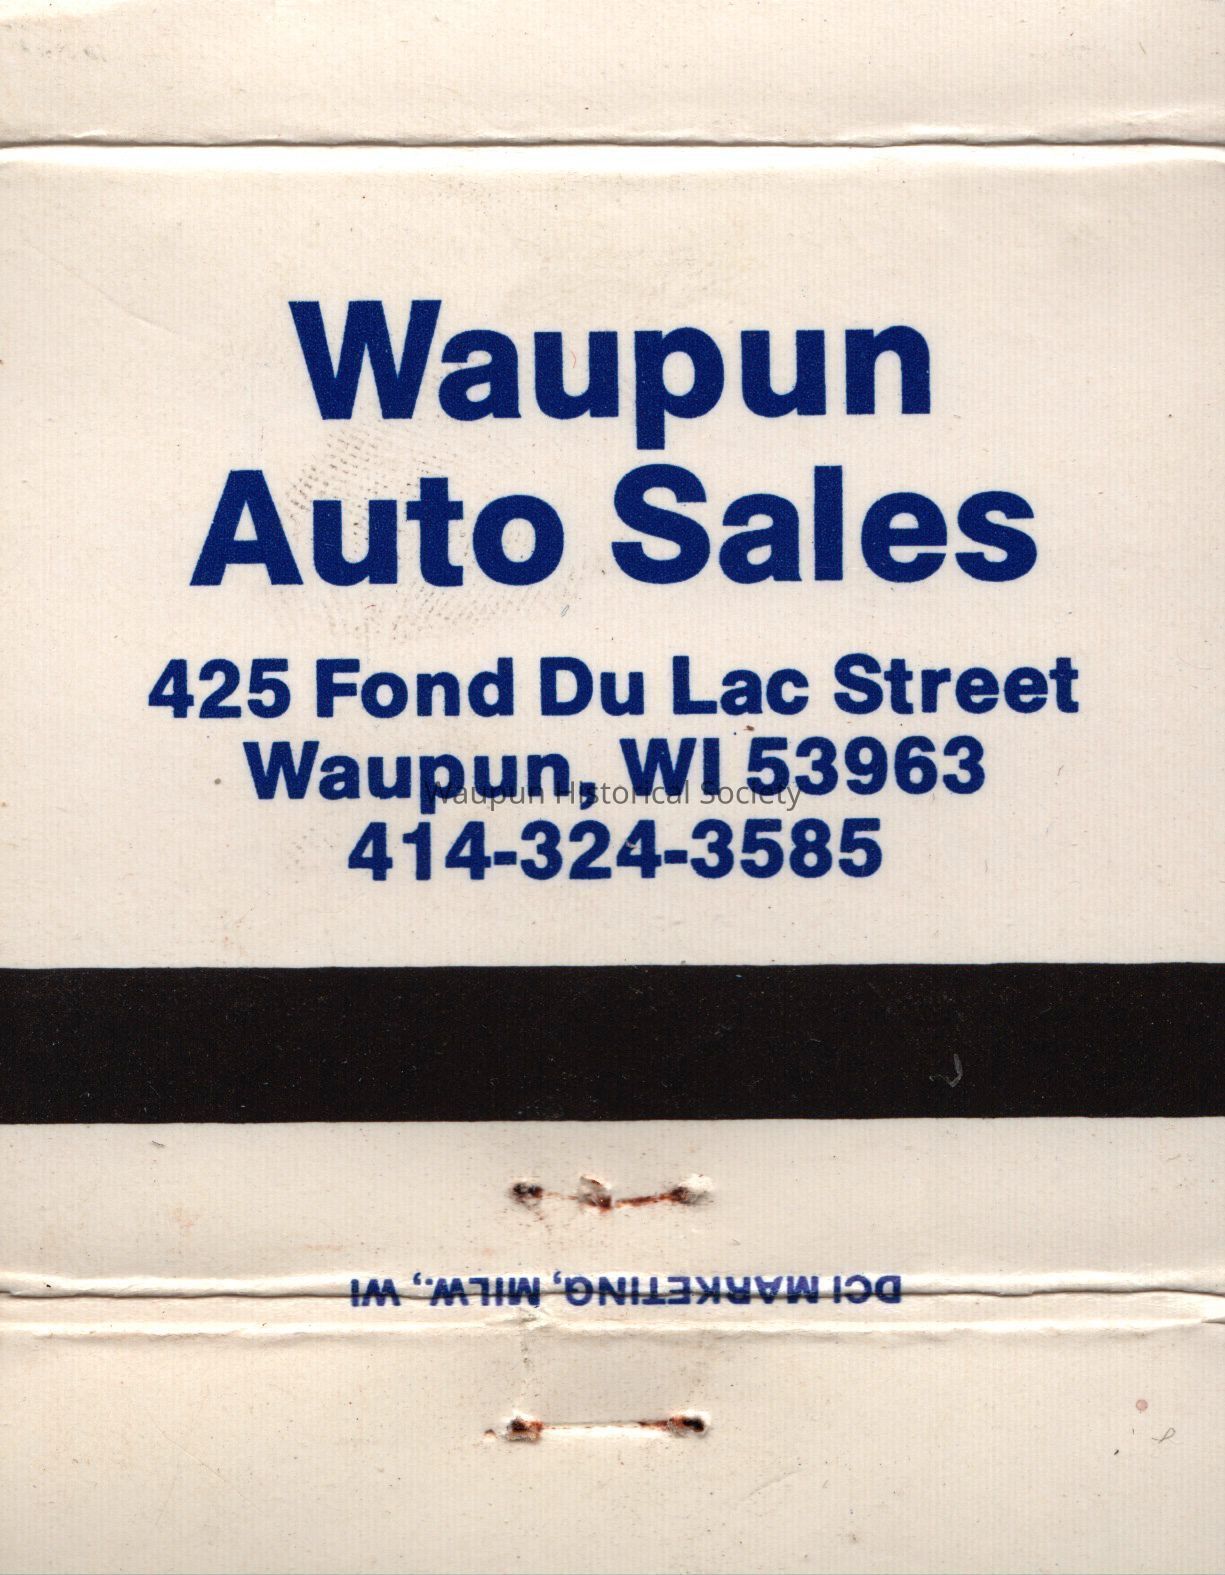 Waupun
Auto Sales
425 Fond Du Lac Street
Waupun, WI 53963
Waupun Historical Society
414-324-3585
DCI MARKETING, MILW., WI